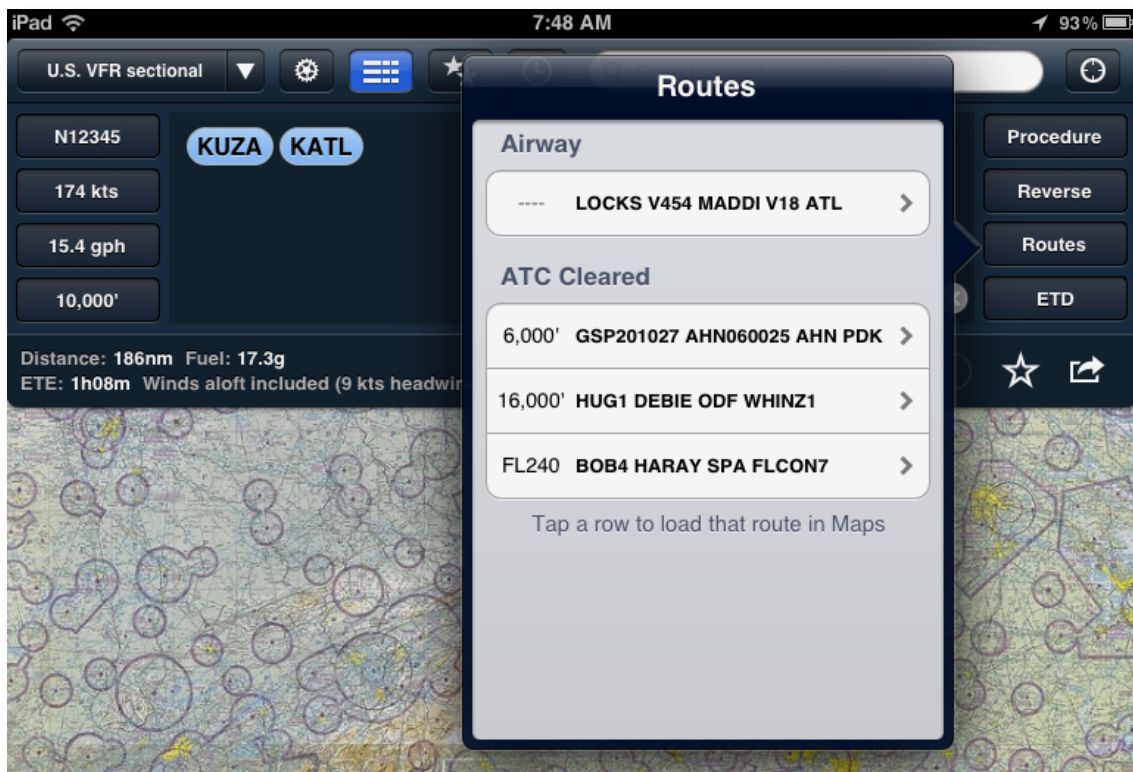 iPad 7:48 AM 93%
U.S. VFR sectional
Routes
N12345 KUZA KATL Procedure
Airway
174 kts ---- LOCKS V454 MADDI V18 ATL Reverse
15.4 gph Routes
ATC Cleared
10,000' ETD
6,000' GSP201027 AHN060025 AHN PDK
Distance: 186nm Fuel: 17.3g
ETE: 1h08m Winds aloft included (9 kts
16,000' HUG1 DEBIE ODF WHINZ1
FL240 BOB4 HARAY SPA FLCON7
Tap a row to load that route in Maps